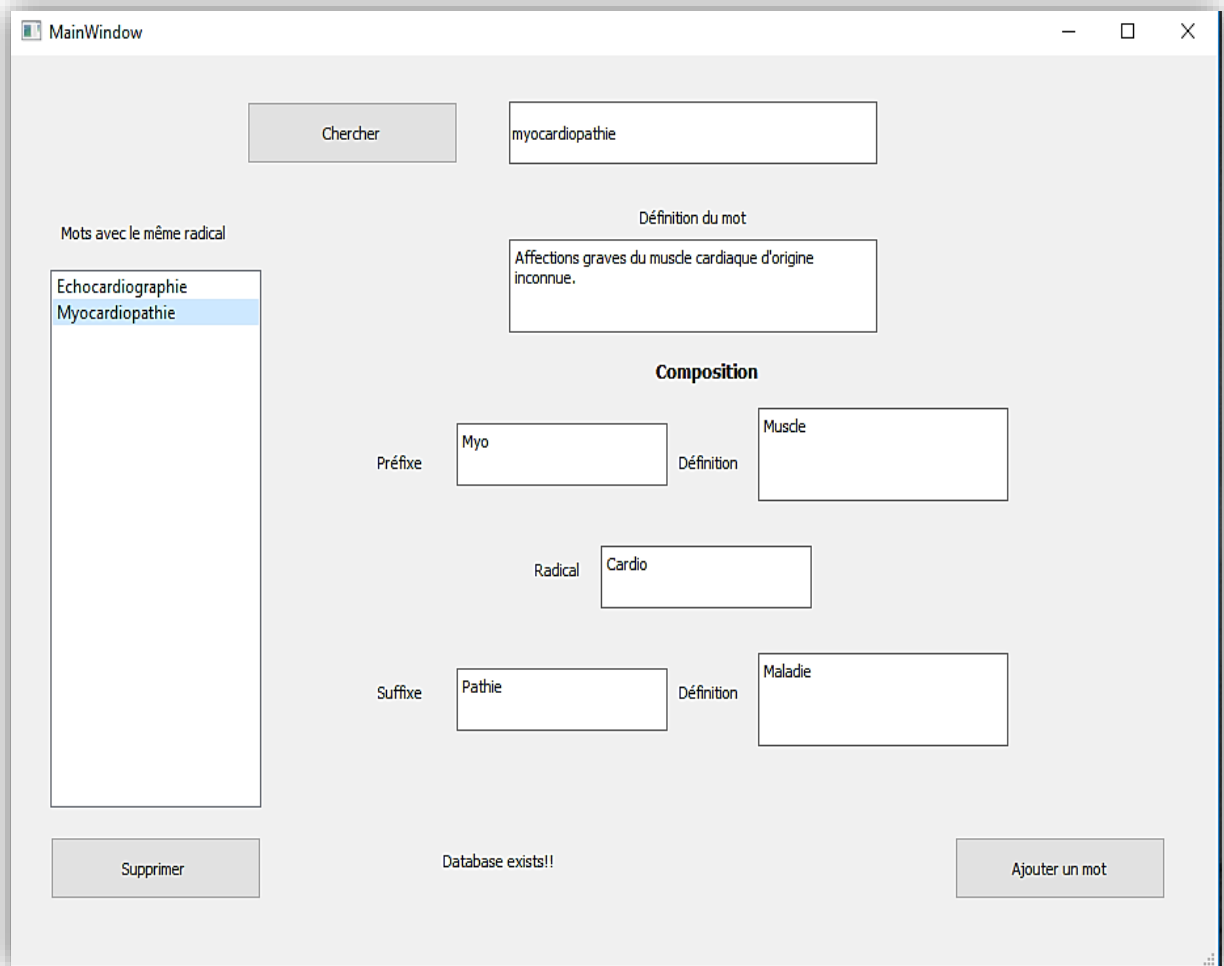 MainWindow
Chercher
myocardiopathie
Définition du mot
Mots avec le même radical
Affections graves du muscle cardiaque d'origine
inconnue.
Echocardiographie
Myocardiopathie
Composition
Préfixe
Myo
Définition
Muscle
Radical
Cardio
Suffixe
Pathie
Définition
Maladie
Supprimer
Database exists!!
Ajouter un mot